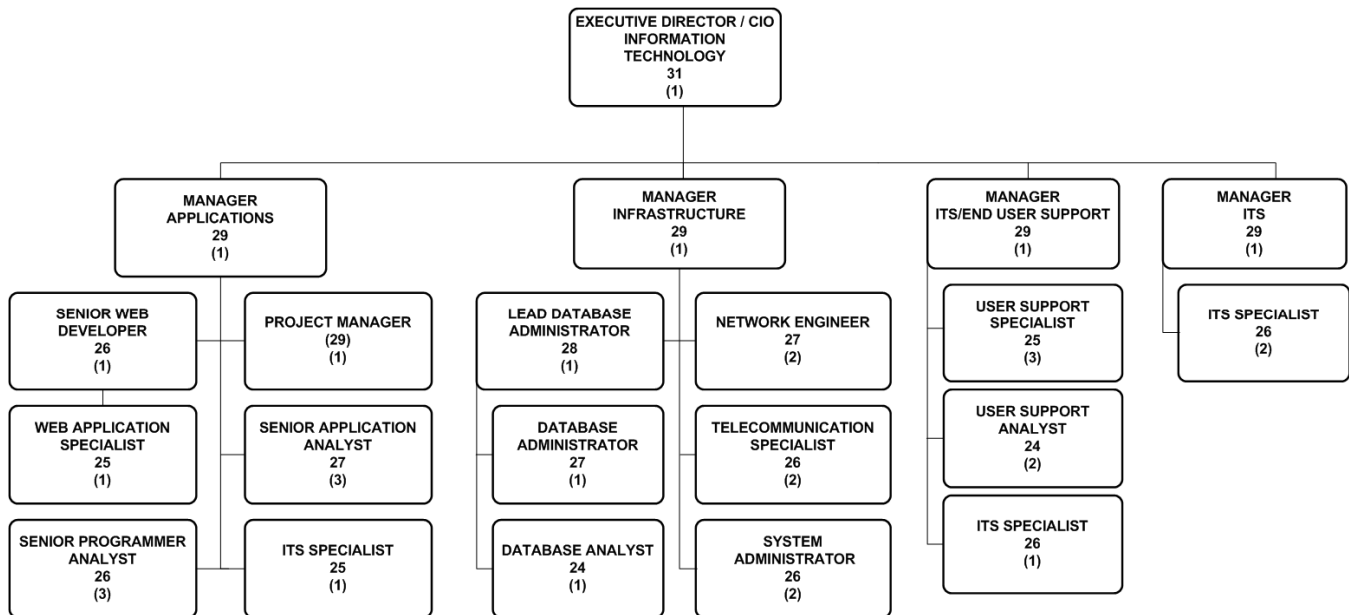 EXECUTIVE DIRECTOR / CIO
INFORMATION
TECHNOLOGY
31
(1)
MANAGER
APPLICATIONS
29
(1)
MANAGER
INFRASTRUCTURE
29
(1)
MANAGER
ITS/END USER SUPPORT
29
(1)
MANAGER
ITS
29
(1)
SENIOR WEB
DEVELOPER
26
(1)
PROJECT MANAGER
(29)
(1)
LEAD DATABASE
ADMINISTRATOR
28
(1)
NETWORK ENGINEER
27
(2)
USER SUPPORT
SPECIALIST
25
(3)
ITS SPECIALIST
26
(2)
WEB APPLICATION
SPECIALIST
25
(1)
SENIOR APPLICATION
ANALYST
27
(3)
DATABASE
ADMINISTRATOR
27
(1)
TELECOMMUNICATION
SPECIALIST
26
(2)
USER SUPPORT
ANALYST
24
(2)
SENIOR PROGRAMMER
ANALYST
26
(3)
ITS SPECIALIST
25
(1)
DATABASE ANALYST
24
(1)
SYSTEM
ADMINISTRATOR
26
(2)
ITS SPECIALIST
26
(1)